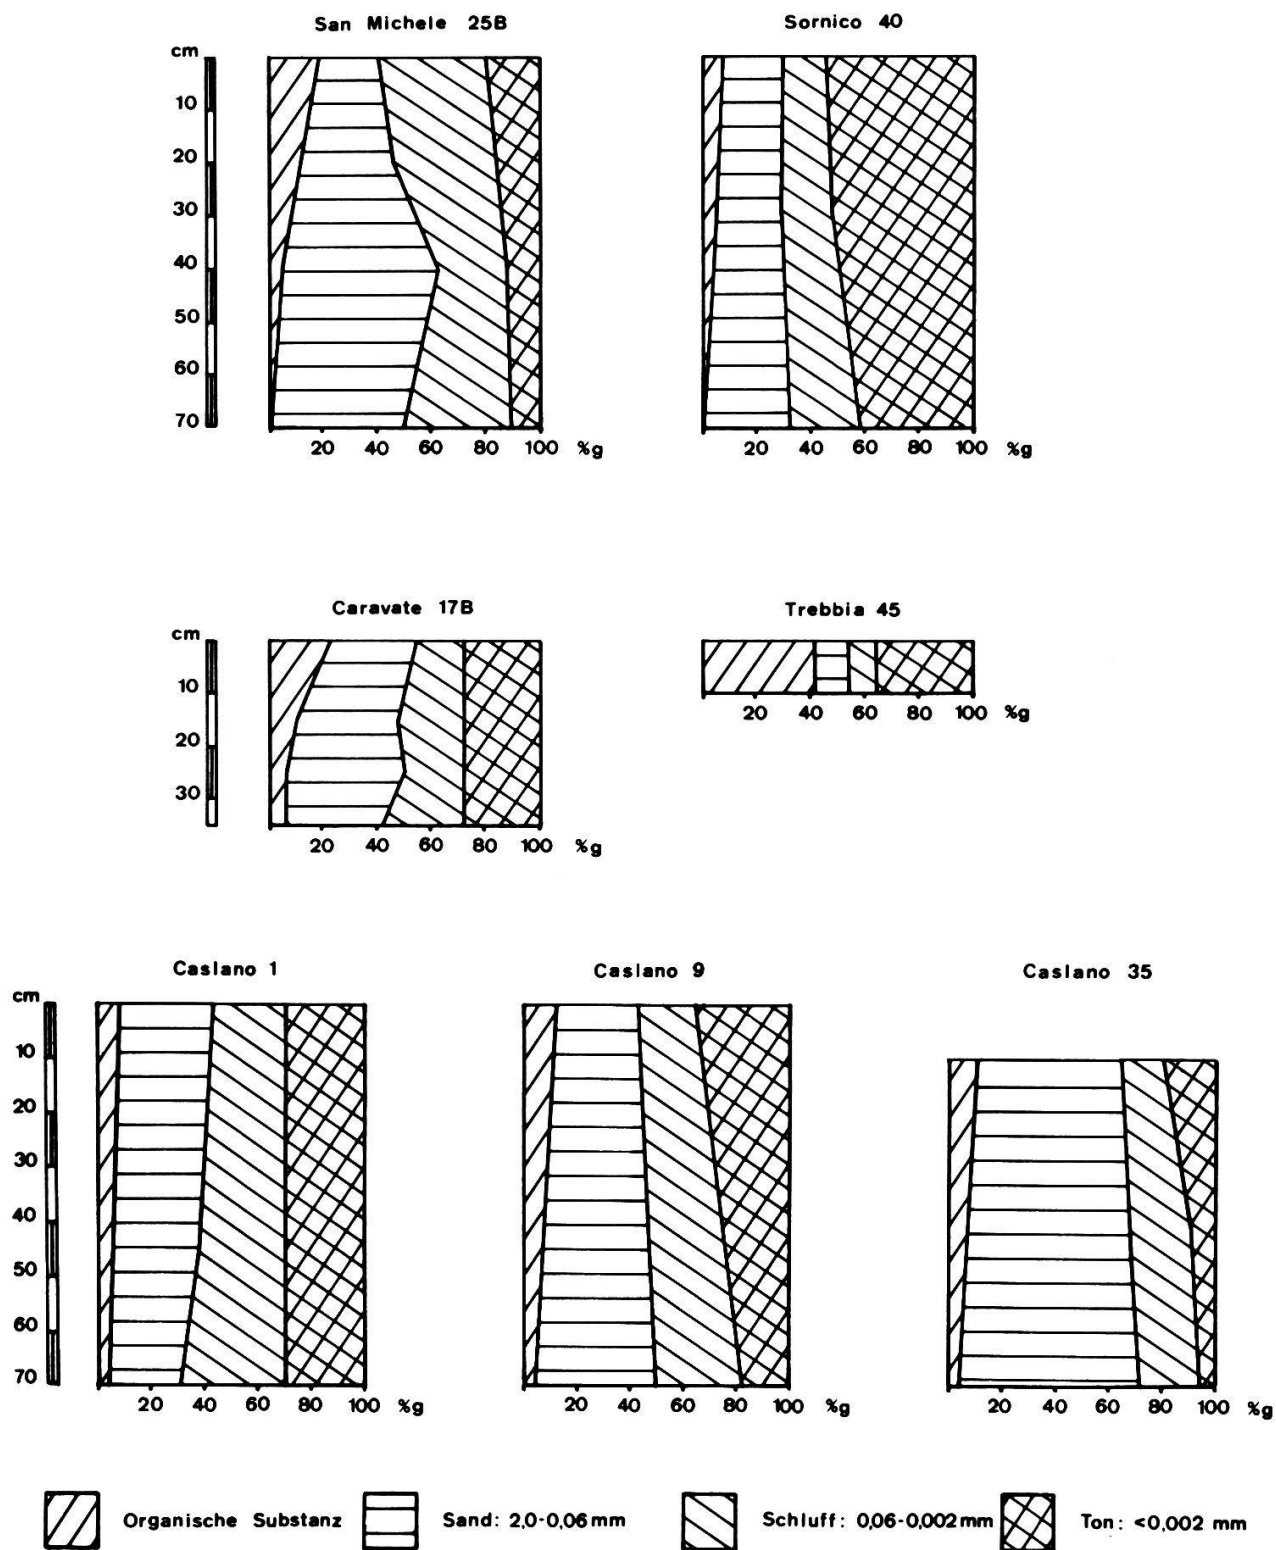 San Michele 25B
Sornico 40
cm
10
20
30
40
50
60
70
20 40 60 80 100 %g
20 40 60 80 100 %g
Caravate 17B
Trebbia 45
cm
10
20
30
20 40 60 80 100 %g
20 40 60 80 100 %g
Caslano 1
Caslano 9
Caslano 35
cm
10
20
30
40
50
60
70
20 40 60 80 100 %g
20 40 60 80 100 %g
20 40 60 80 100 %g
Organische Substanz
Sand: 2,0-0,06 mm
Schluff: 0,06-0,002 mm
Ton: <0,002 mm